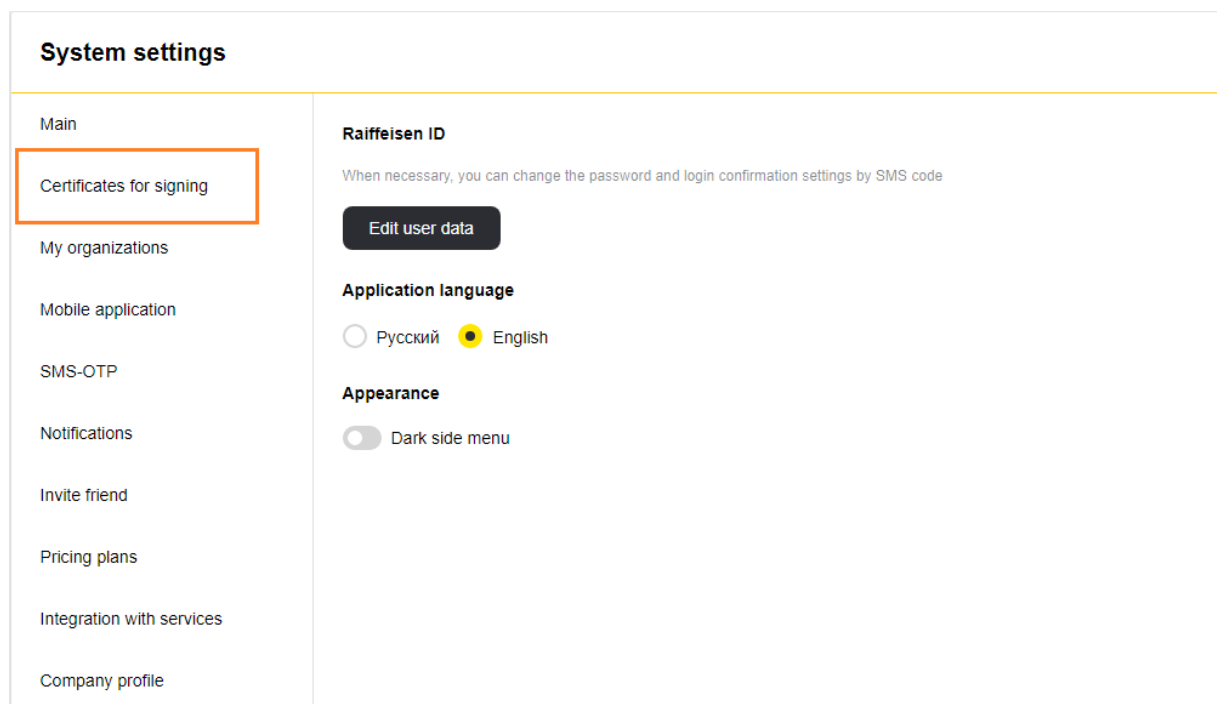 System settings
Main
Certificates for signing
My organizations
Mobile application
SMS-OTP
Notifications
Invite friend
Pricing plans
Integration with services
Company profile
Raiffeisen ID
When necessary, you can change the password and login confirmation settings by SMS code
Edit user data
Application language
Русский English
Appearance
Dark side menu